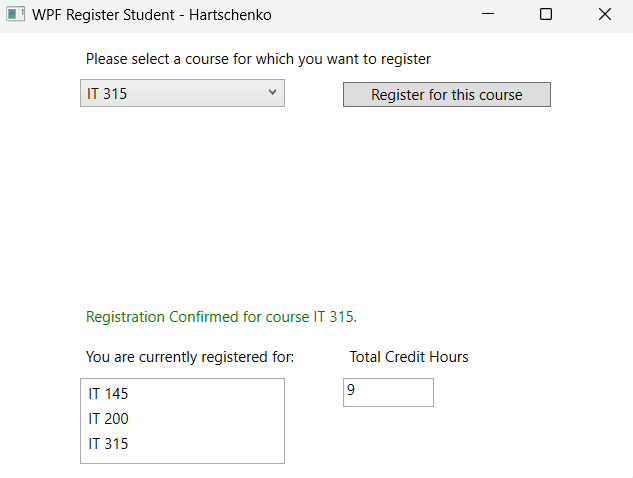 WPF Register Student - Hartschenko
Please select a course for which you want to register
IT 315
Register for this course
Registration Confirmed for course IT 315.
You are currently registered for:
Total Credit Hours
IT 145
9
IT 200
IT 315